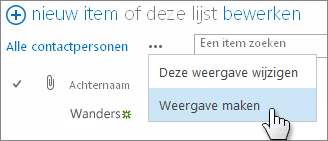 nieuw item of deze lijst bewerken
Alle contactpersonen ... Een item zoeken
Deze weergave wijzigen
Achternaam
Weergave maken
Wanders